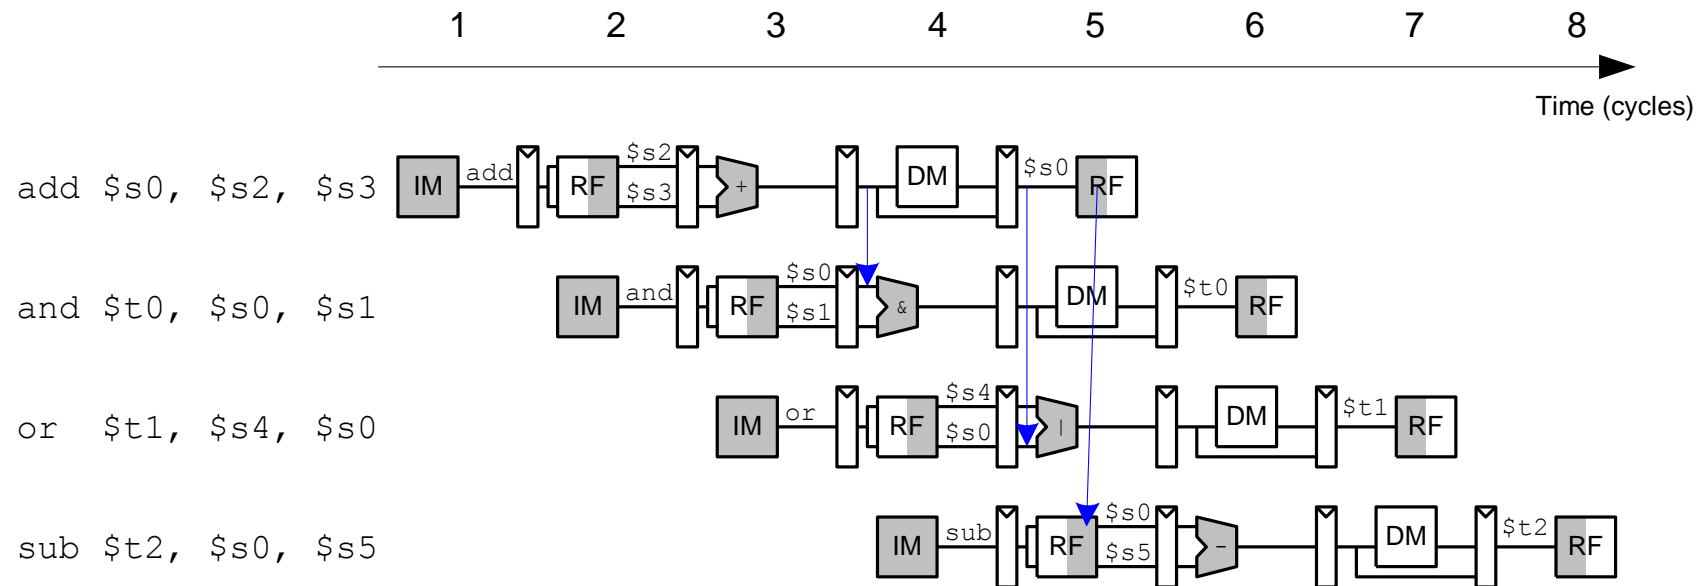 1 2 3 4 5 6 7 8
Time (cycles)
add $s0, $s2, $s3 IM add RF $s2 $s3 + DM $s0 RF
and $t0, $s0, $s1 IM and RF $s0 $s1 & DM $t0 RF
or $t1, $s4, $s0 IM or RF $s4 $s0 | DM $t1 RF
sub $t2, $s0, $s5 IM sub RF $s0 $s5 - DM $t2 RF